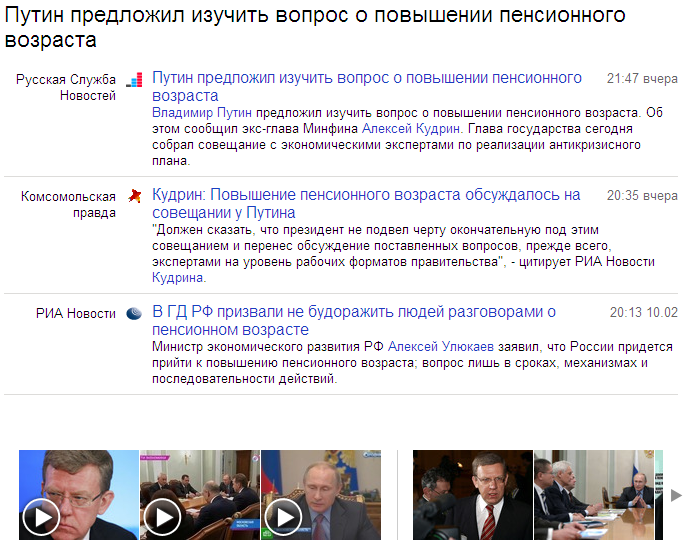 Путин предложил изучить вопрос о повышении пенсионного
возраста
Русская Служба
Новостей
Путин предложил изучить вопрос о повышении пенсионного
возраста
21:47 вчера
Владимир Путин предложил изучить вопрос о повышении пенсионного возраста. Об
этом сообщил экс-глава Минфина Алексей Кудрин. Глава государства сегодня
собрал совещание с экономическими экспертами по реализации антикризисного
плана.
Комсомольская
правда
Кудрин: Повышение пенсионного возраста обсуждалось на
совещании у Путина
20:35 вчера
"Должен сказать, что президент не подвел черту окончательную под этим
совещанием и перенес обсуждение поставленных вопросов, прежде всего,
экспертами на уровень рабочих форматов правительства", - цитирует РИА Новости
Кудрина.
РИА Новости
В ГД РФ призвали не будоражить людей разговорами о
пенсионном возрасте
20:13 10.02
Министр экономического развития РФ Алексей Улюкаев заявил, что России придется
прийти к повышению пенсионного возраста; вопрос лишь в сроках, механизмах и
последовательности действий.